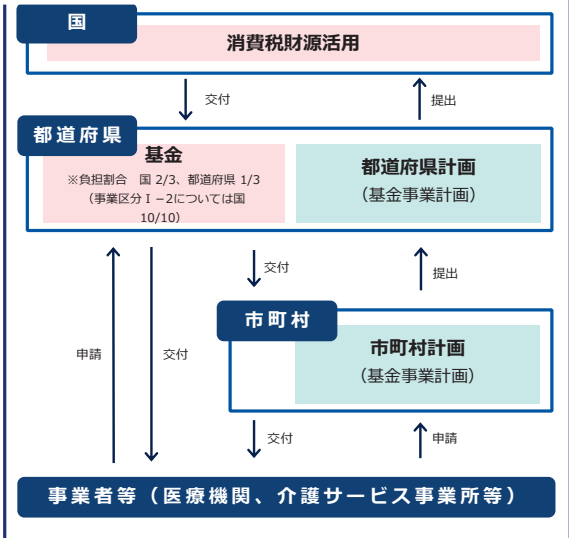 国
消費税財源活用
交付
提出
都道府県
基金
※負担割合 国 2/3、都道府県 1/3
（事業区分Ⅰ－2については国
10/10）
都道府県計画
（基金事業計画）
交付
提出
市町村
市町村計画
（基金事業計画）
申請
交付
交付
申請
事業者等（医療機関、介護サービス事業所等）